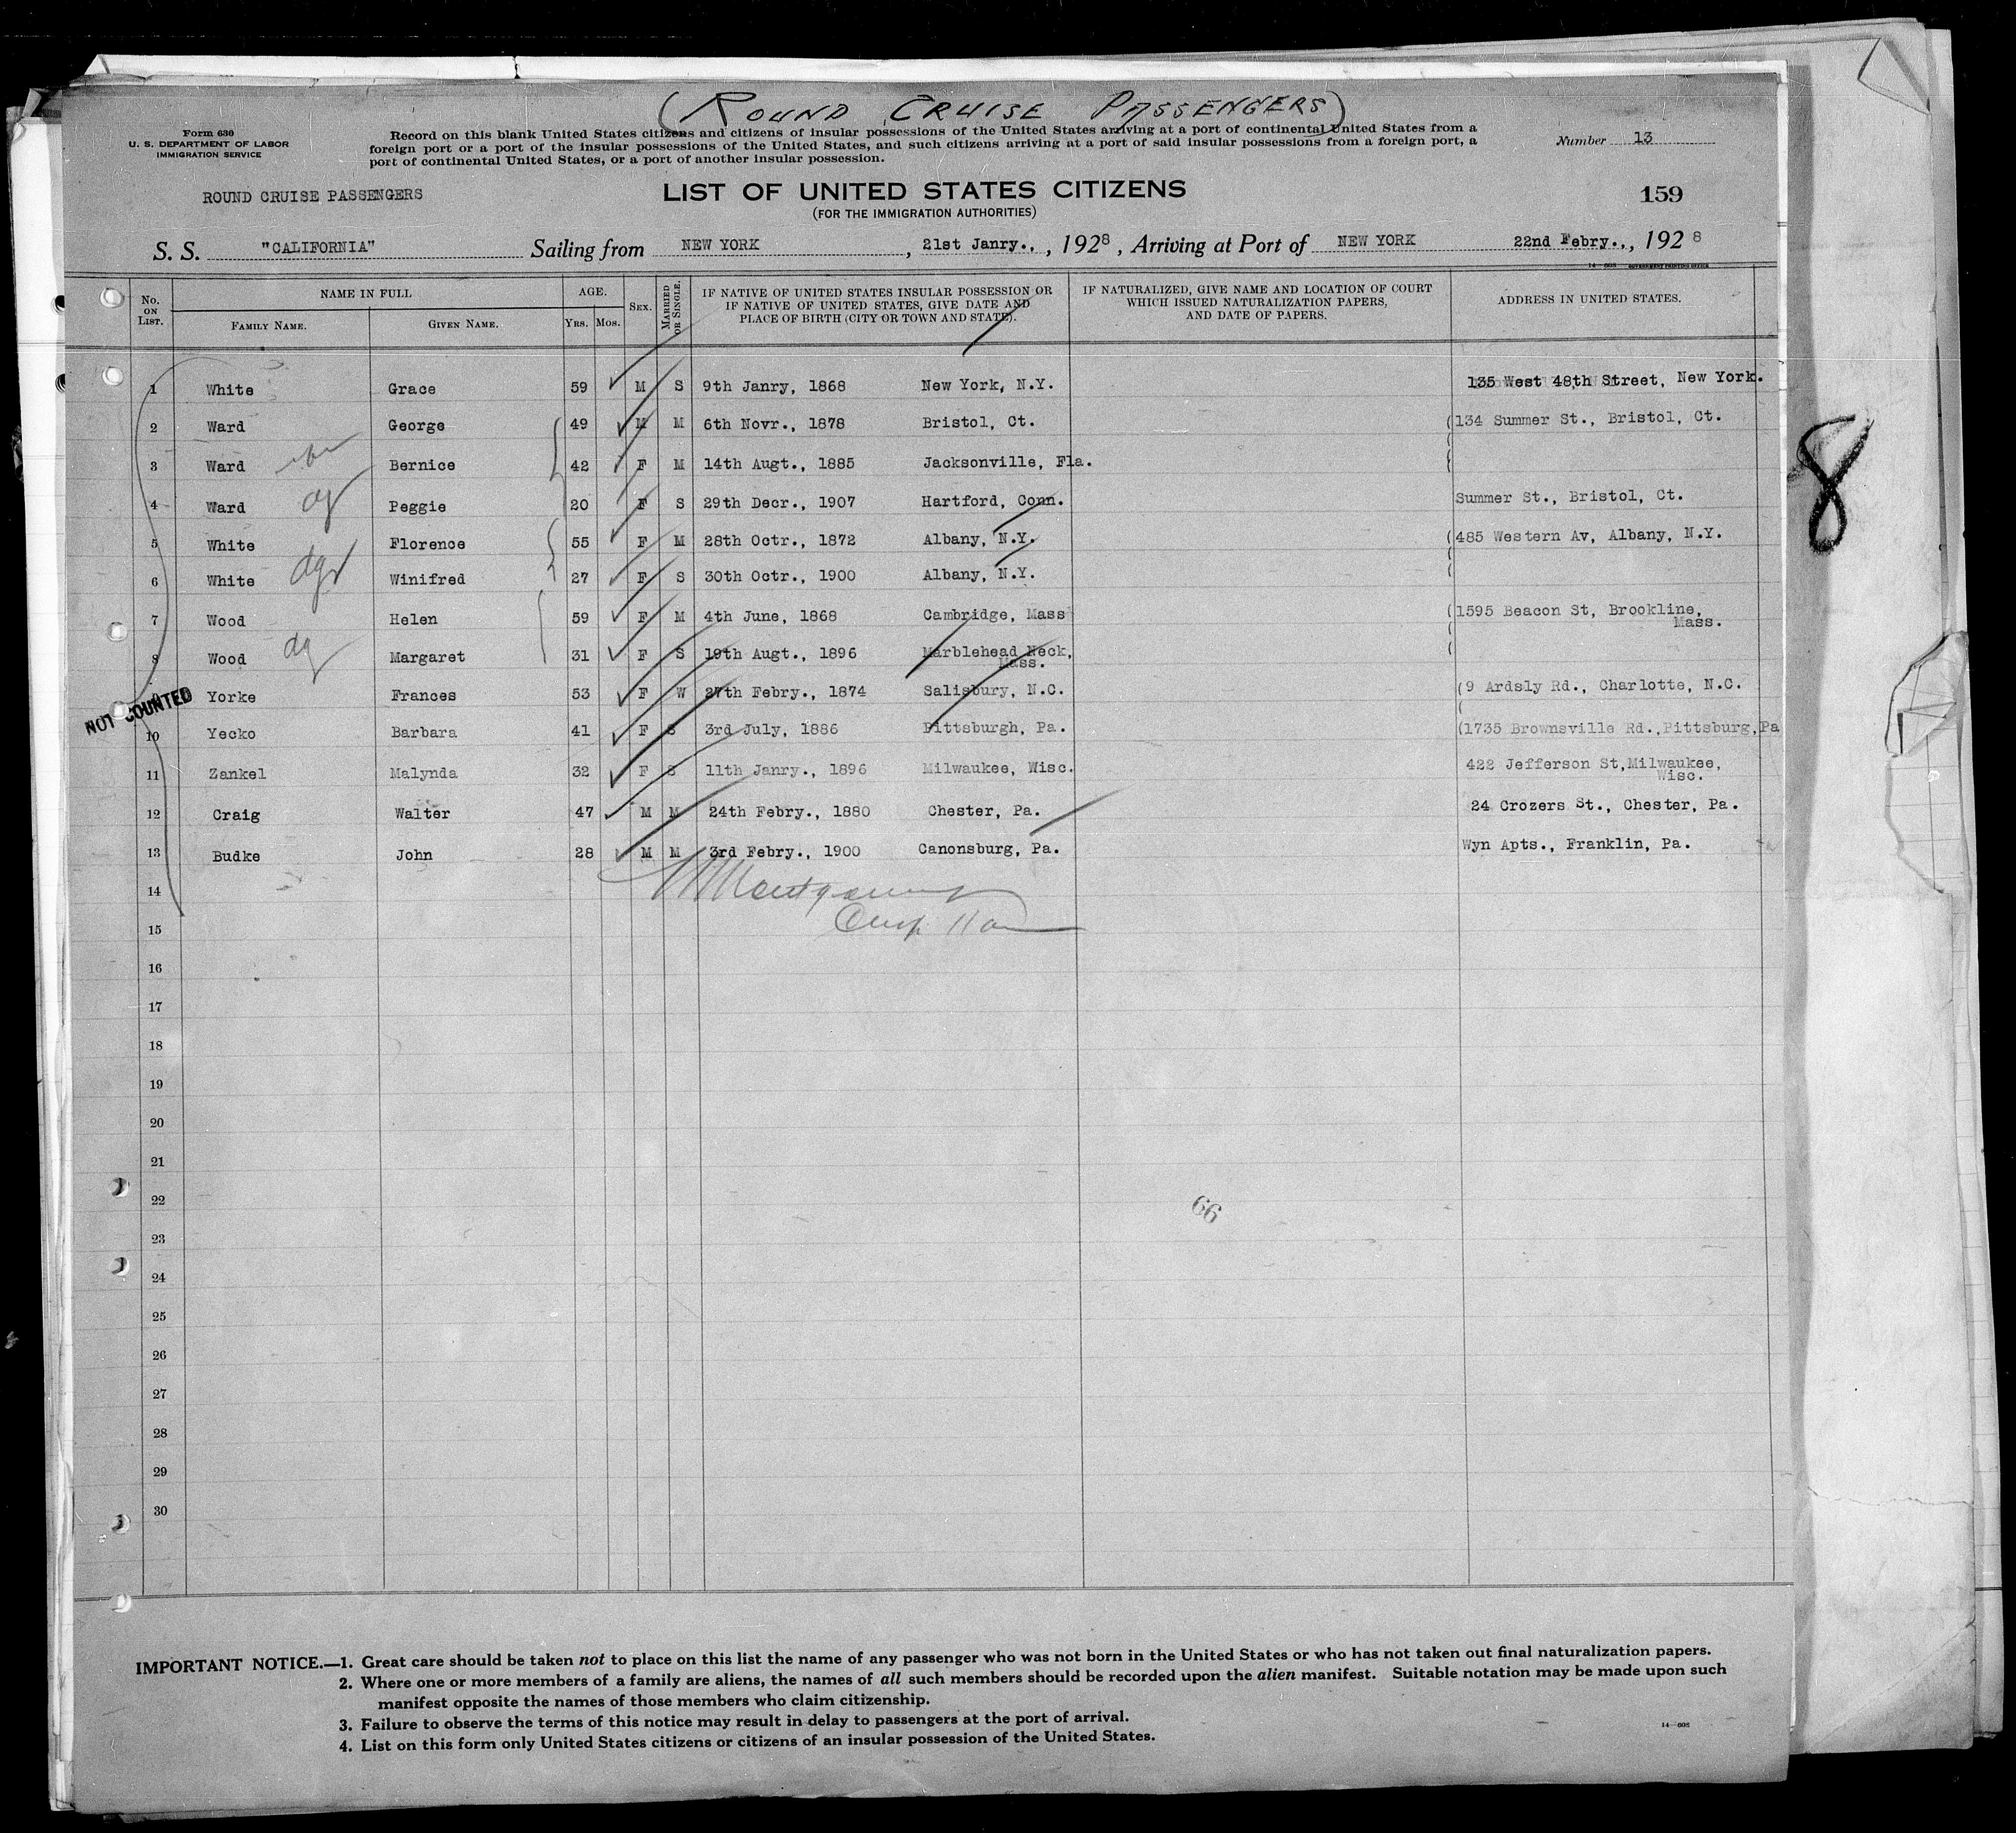 (ROUND CRUISE PASSENGERS)
Form 630
U. S. DEPARTMENT OF LABOR
IMMIGRATION SERVICE
Record on this blank United States citizens and citizens of insular possessions of the United States arriving at a port of continental United States from a
foreign port or a port of the insular possessions of the United States, and such citizens arriving at a port of said insular possessions from a foreign port, a
port of continental United States, or a port of another insular possession.
Number 13
ROUND CRUISE PASSENGERS
LIST OF UNITED STATES CITIZENS
(FOR THE IMMIGRATION AUTHORITIES)
159
S. S. "CALIFORNIA" Sailing from NEW YORK, 21st Janry., , 1928, Arriving at Port of NEW YORK 22nd Febry.,, 1928
14-608 GOVERNMENT PRINTING OFFICE
No. ON LIST. NAME IN FULL FAMILY NAME. GIVEN NAME. AGE. YRS. MOS. SEX. MARRIED OR SINGLE. IF NATIVE OF UNITED STATES INSULAR POSSESSION OR IF NATIVE OF UNITED STATES, GIVE DATE AND PLACE OF BIRTH (CITY OR TOWN AND STATE). IF NATURALIZED, GIVE NAME AND LOCATION OF COURT WHICH ISSUED NATURALIZATION PAPERS, AND DATE OF PAPERS. ADDRESS IN UNITED STATES.
1 White Grace 59 M S 9th Janry, 1868 New York, N.Y. 135 West 48th Street, New York.
2 Ward George 49 M M 6th Novr., 1878 Bristol, Ct. (134 Summer St., Bristol, Ct.
3 Ward Bernice 42 F M 14th Augt., 1885 Jacksonville, Fla.
4 Ward Peggie 20 F S 29th Decr., 1907 Hartford, Conn. Summer St., Bristol, Ct.
5 White Florence 55 F M 28th Octr., 1872 Albany, N.Y. (485 Western Av, Albany, N.Y.
6 White Winifred 27 F S 30th Octr., 1900 Albany, N.Y.
7 Wood Helen 59 F M 4th June, 1868 Cambridge, Mass (1595 Beacon St, Brookline,
Mass.
8 Wood Margaret 31 F S 19th Augt., 1896 Marblehead Neck,
Mass.
9 Yorke Frances 53 F W 27th Febry., 1874 Salisbury, N.C. (9 Ardsly Rd., Charlotte, N.C.
NOT COUNTED
10 Yecko Barbara 41 F S 3rd July, 1886 Pittsburgh, Pa. (1735 Brownsville Rd.,Pittsburg,Pa
11 Zankel Malynda 32 F S 11th Janry., 1896 Milwaukee, Wisc. 422 Jefferson St,Milwaukee,
Wisc.
12 Craig Walter 47 M M 24th Febry., 1880 Chester, Pa. 24 Crozers St., Chester, Pa.
13 Budke John 28 M M 3rd Febry., 1900 Canonsburg, Pa. Wyn Apts., Franklin, Pa.
14
15
16
17
18
19
20
21
22
23
24
25
26
27
28
29
30
8
66
IMPORTANT NOTICE.—1. Great care should be taken not to place on this list the name of any passenger who was not born in the United States or who has not taken out final naturalization papers.
2. Where one or more members of a family are aliens, the names of all such members should be recorded upon the alien manifest. Suitable notation may be made upon such
manifest opposite the names of those members who claim citizenship.
3. Failure to observe the terms of this notice may result in delay to passengers at the port of arrival.
4. List on this form only United States citizens or citizens of an insular possession of the United States.
14-608